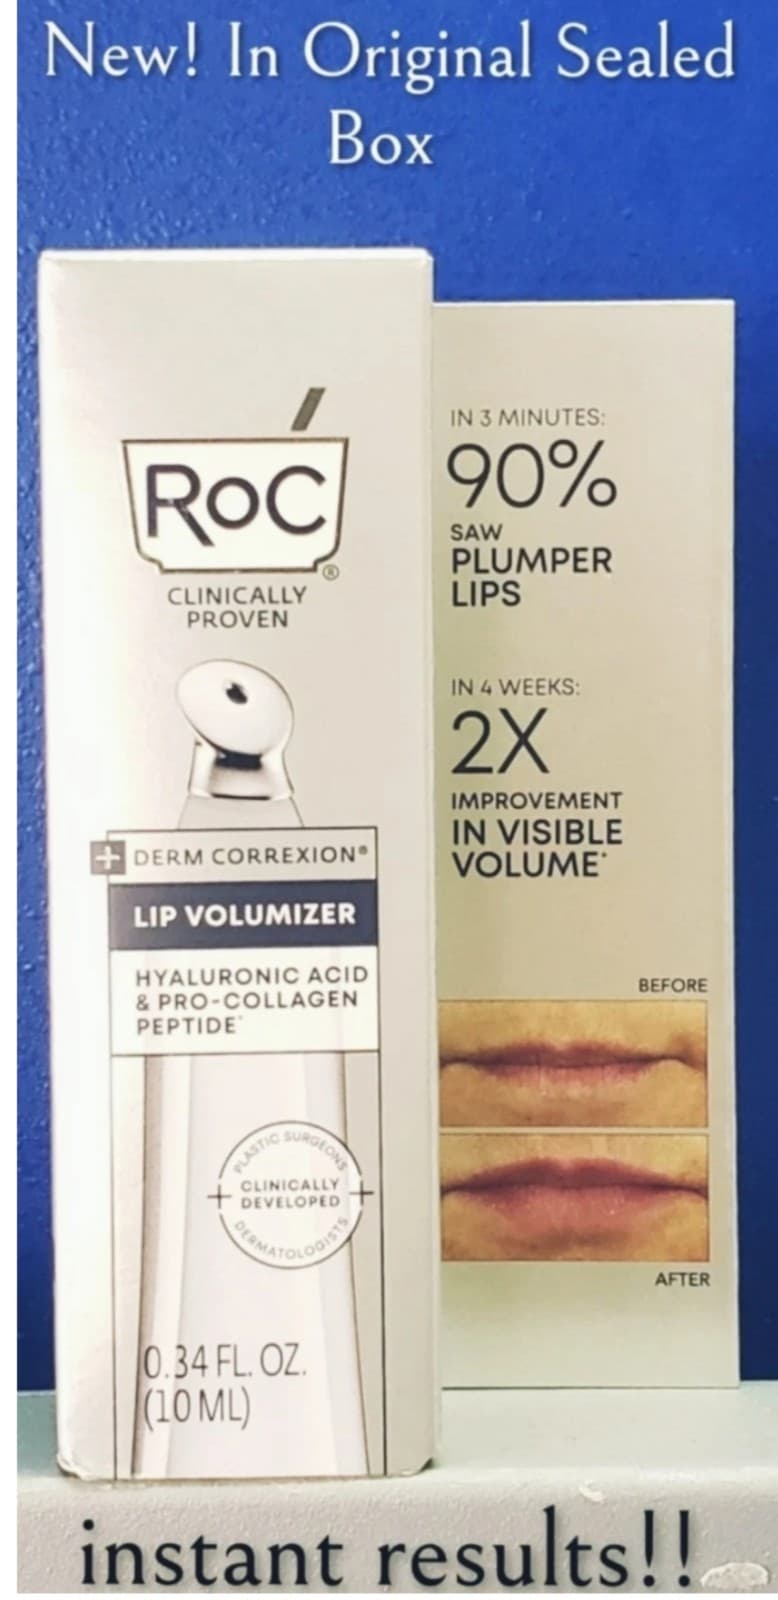 New! In Original Sealed
Box
RoC®
CLINICALLY
PROVEN
+ DERM CORREXION®
LIP VOLUMIZER
HYALURONIC ACID
& PRO-COLLAGEN
PEPTIDE*
PLASTIC SURGEONS
+ CLINICALLY +
DEVELOPED
DERMATOLOGISTS
0.34 FL. OZ.
(10 ML)
IN 3 MINUTES:
90%
SAW
PLUMPER
LIPS
IN 4 WEEKS:
2X
IMPROVEMENT
IN VISIBLE
VOLUME*
BEFORE
AFTER
instant results!!